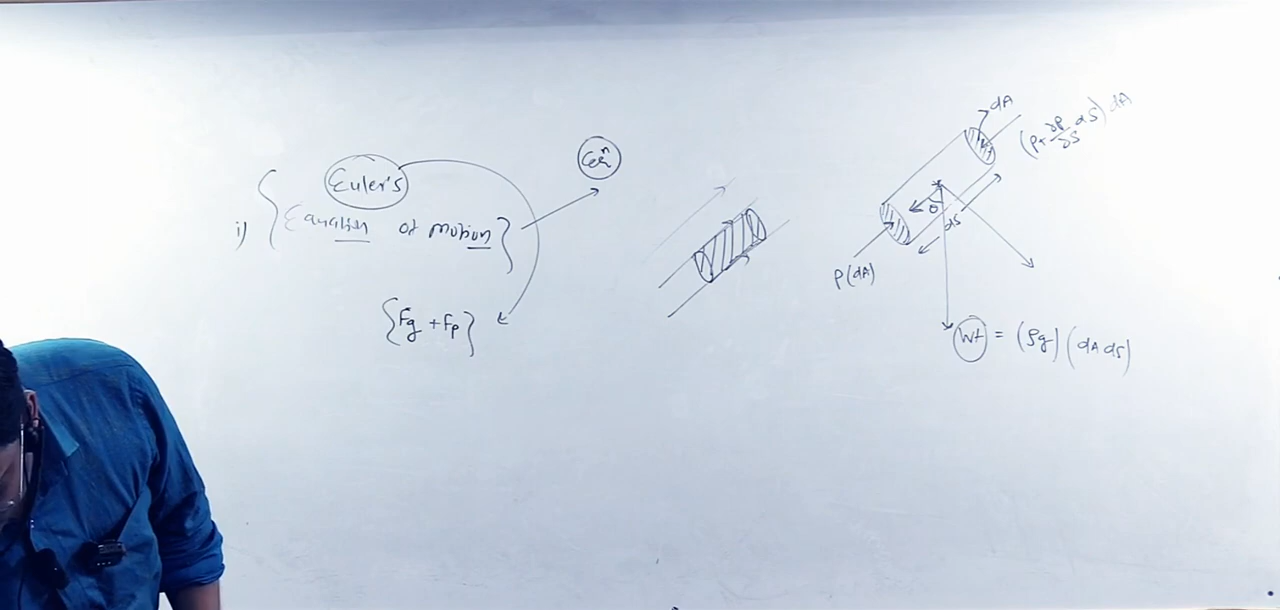 i) { Euler's
Equation of motion }
Eqⁿ
{Fg + Fp}
dA
(P+ ∂P/∂S dS) dA
θ
dS
P(dA)
Wt = (ρg) (dA dS)